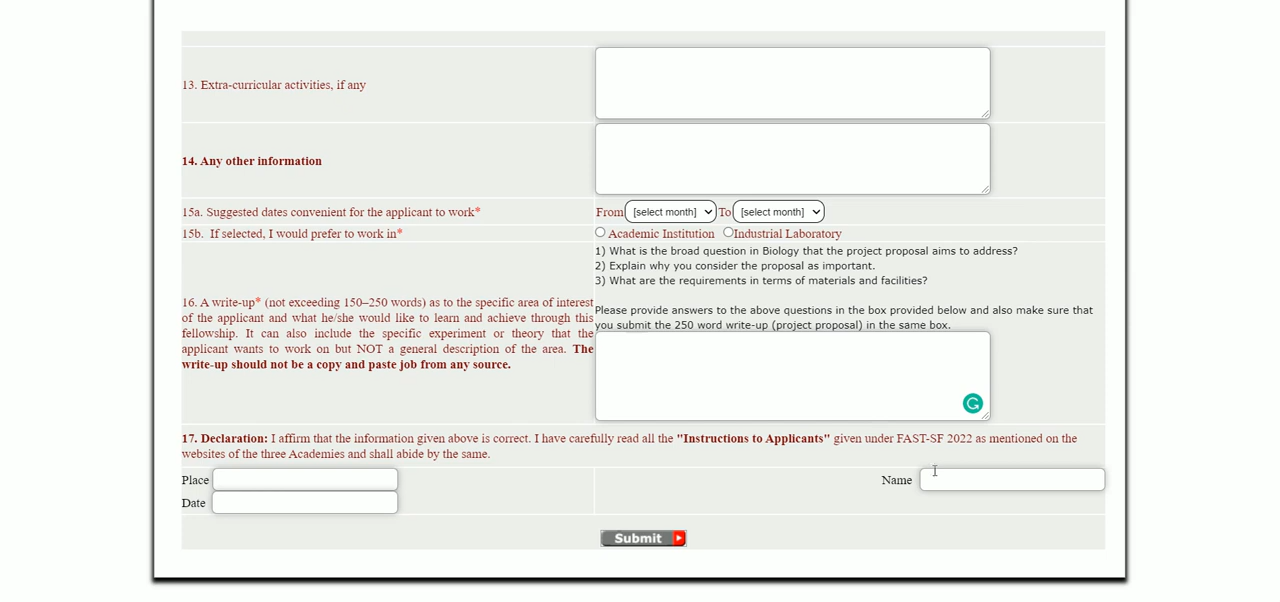 13. Extra-curricular activities, if any
14. Any other information
15a. Suggested dates convenient for the applicant to work*
From [select month] To [select month]
15b. If selected, I would prefer to work in*
Academic Institution Industrial Laboratory
1) What is the broad question in Biology that the project proposal aims to address?
2) Explain why you consider the proposal as important.
3) What are the requirements in terms of materials and facilities?
Please provide answers to the above questions in the box provided below and also make sure that
you submit the 250 word write-up (project proposal) in the same box.
16. A write-up* (not exceeding 150–250 words) as to the specific area of interest
of the applicant and what he/she would like to learn and achieve through this
fellowship. It can also include the specific experiment or theory that the
applicant wants to work on but NOT a general description of the area. The
write-up should not be a copy and paste job from any source.
17. Declaration: I affirm that the information given above is correct. I have carefully read all the "Instructions to Applicants" given under FAST-SF 2022 as mentioned on the
websites of the three Academies and shall abide by the same.
Place
Name
Date
Submit